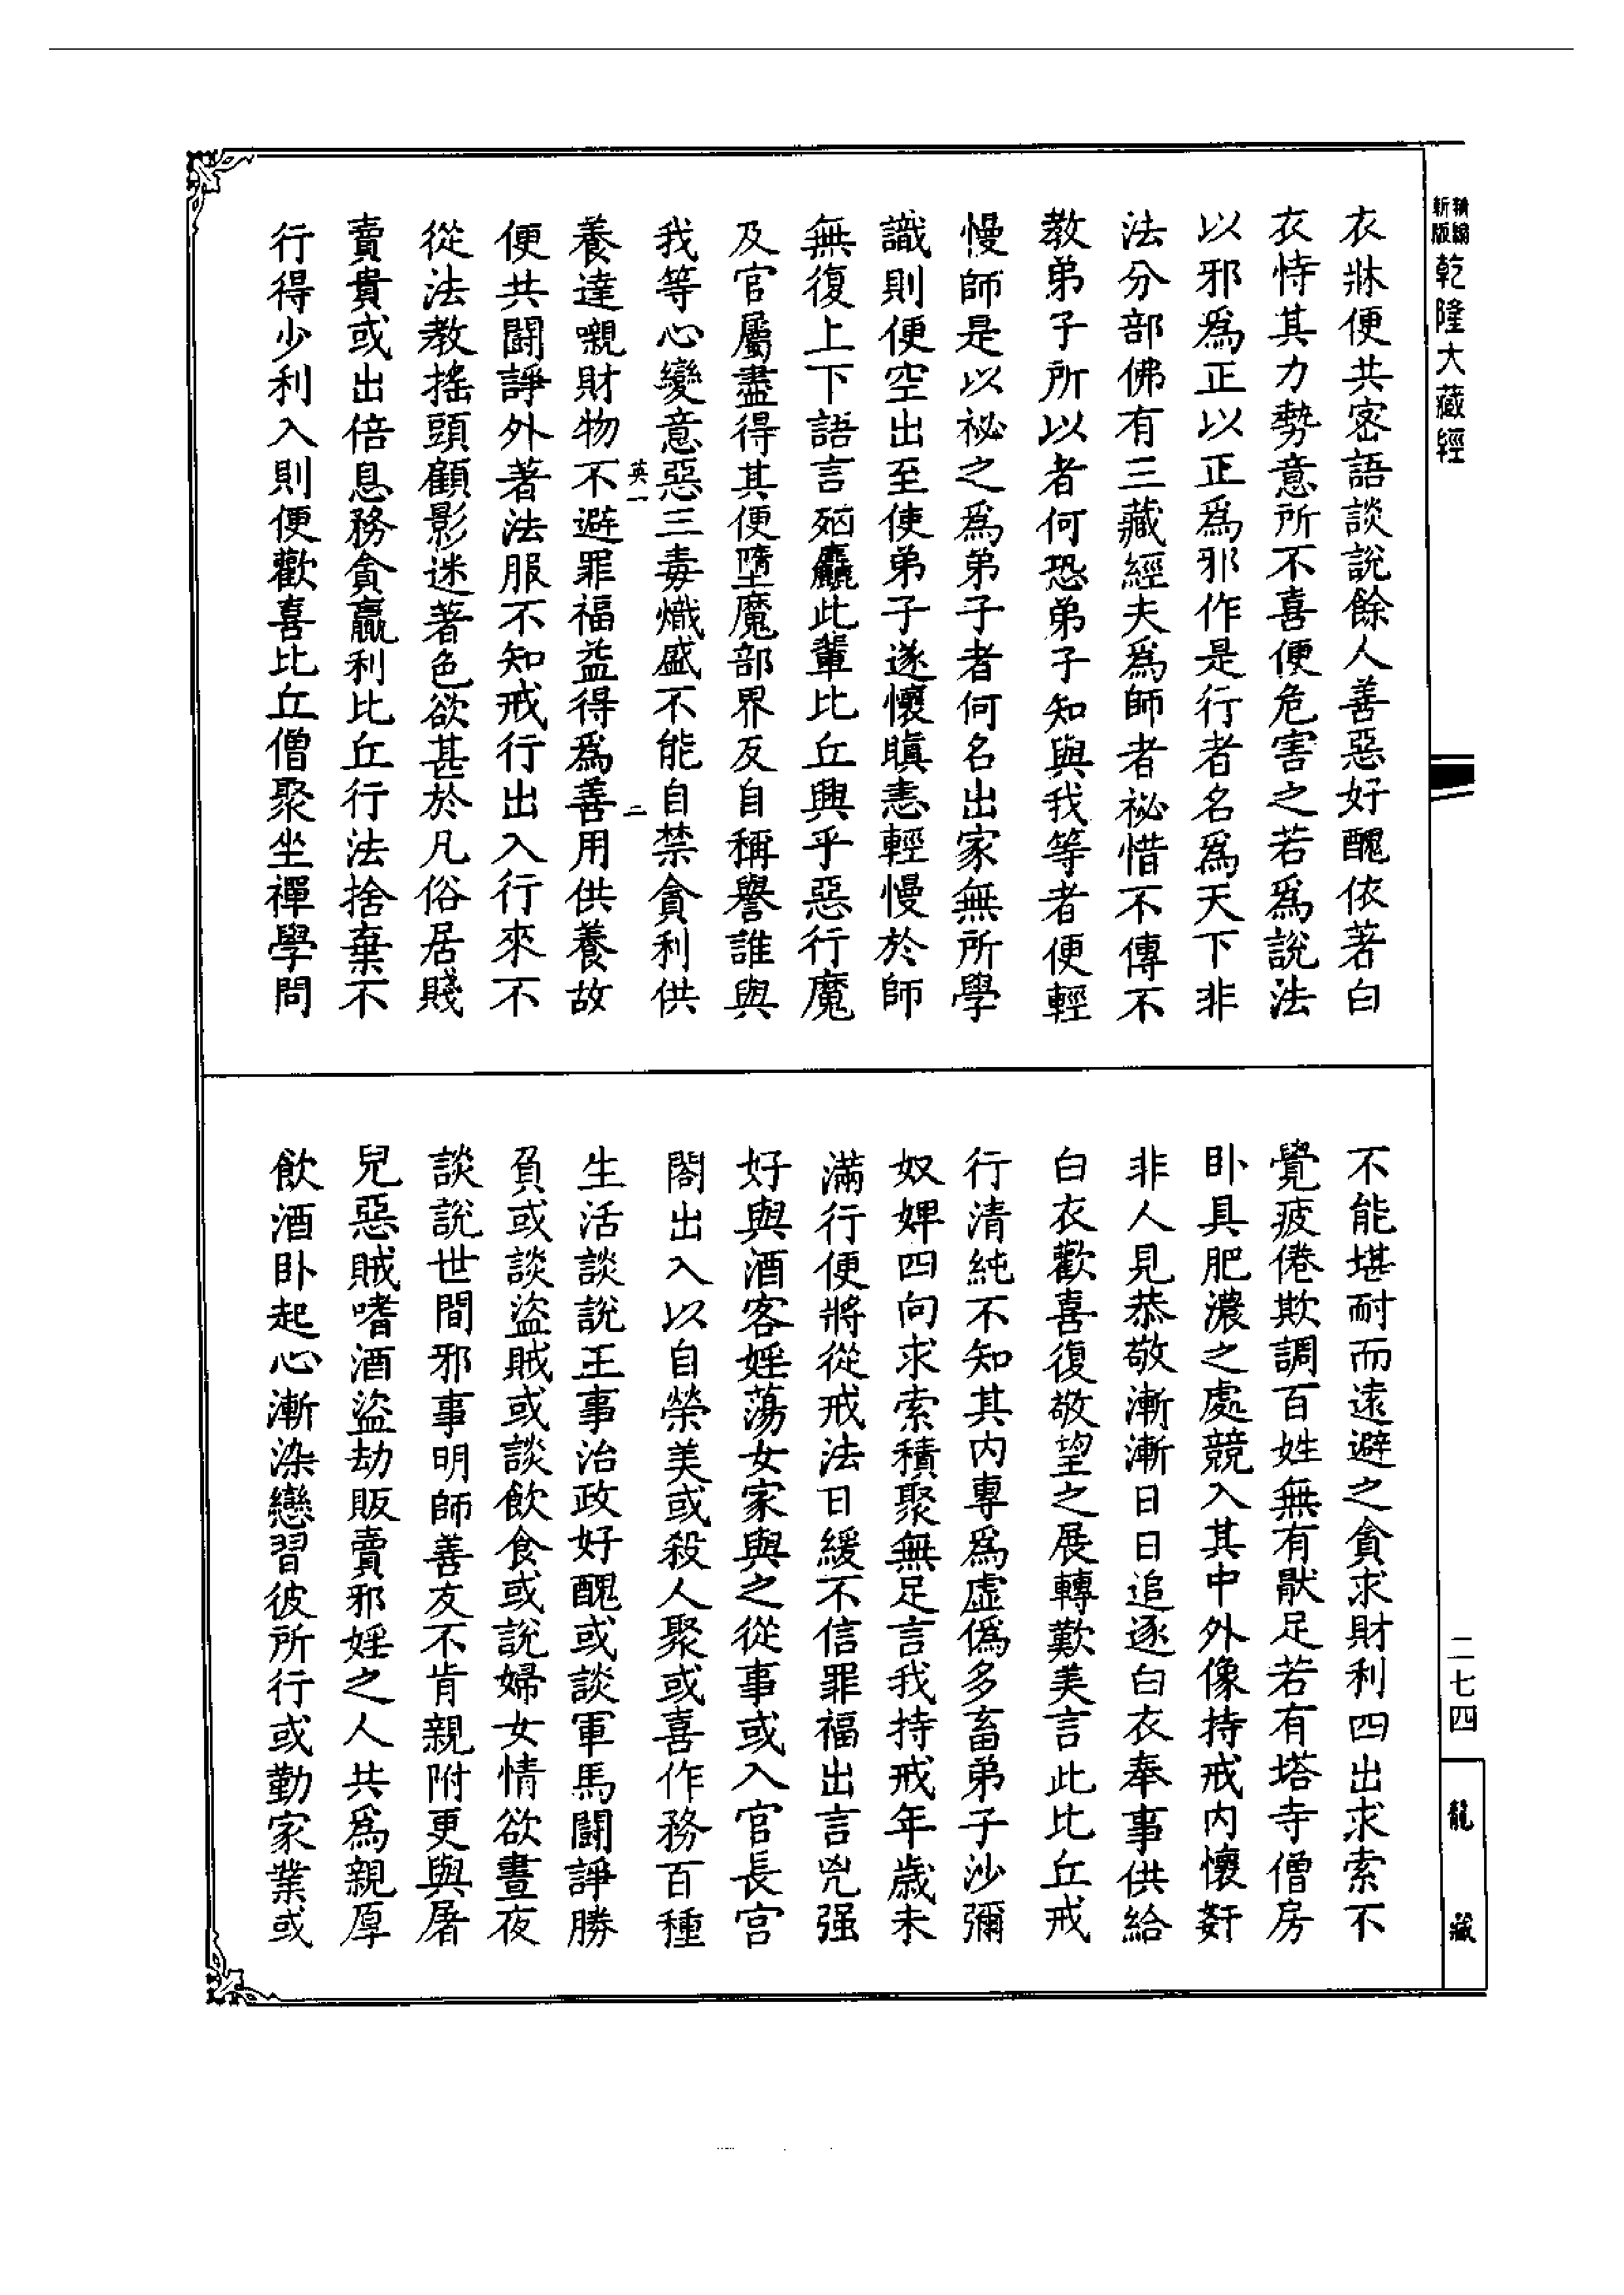 精編新版乾隆大藏經
衣牀便共密語談說餘人善惡好醜依著白
衣恃其力勢意所不喜便危害之若爲說法
以邪爲正以正爲邪作是行者名爲天下非
法分部佛有三藏經夫爲師者祕惜不傳不
教弟子所以者何恐弟子知與我等者便輕
慢師是以祕之爲弟子者何名出家無所學
識則便空出至使弟子遂懷瞋恚輕慢於師
無復上下語言麤此輩比丘興乎惡行魔
及官屬盡得其便墮魔部界反自稱譽誰與
我等心變意惡三毒熾盛不能自禁貪利供
英一 二
養達嚫財物不避罪福益得爲善用供養故
便共鬪諍外著法服不知戒行出入行來不
從法教搖頭顧影迷著色欲甚於凡俗居賤
賣貴或出倍息務貪贏利比丘行法捨棄不
行得少利入則便歡喜比丘僧聚坐禪學問
不能堪耐而遠避之貪求財利四出求索不
覺疲倦欺調百姓無有猒足若有塔寺僧房
卧具肥濃之處競入其中外像持戒內懷姧
非人見恭敬漸漸日日追逐白衣奉事供給
白衣歡喜復敬望之展轉歎美言此比丘戒
行清純不知其內專爲虛僞多畜弟子沙彌
奴婢四向求索積聚無足言我持戒年歲未
滿行便將從戒法日緩不信罪福出言兇强
好與酒客婬蕩女家與之從事或入官長宮
閤出入以自榮美或殺人聚或喜作務百種
生活談說王事治政好醜或談軍馬鬪諍勝
負或談盜賊或談飲食或說婦女情欲晝夜
談說世間邪事明師善友不肯親附更與屠
兒惡賊嗜酒盜劫販賣邪婬之人共爲親厚
飲酒卧起心漸染戀習彼所行或勤家業或
二七四
龍藏